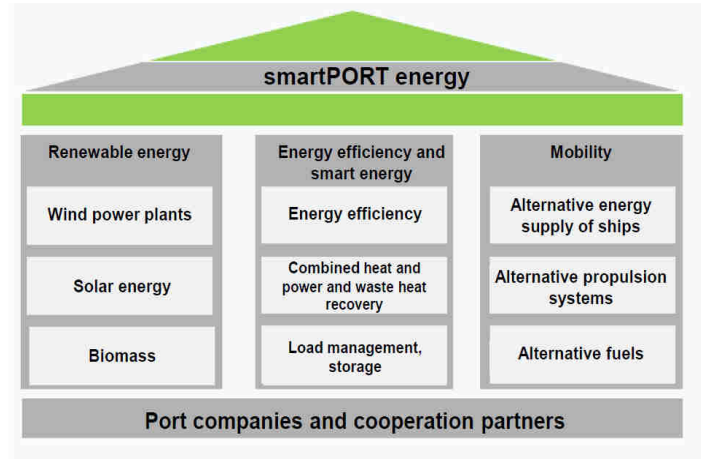 smartPORT energy
Renewable energy
Wind power plants
Solar energy
Biomass
Energy efficiency and
smart energy
Energy efficiency
Combined heat and
power and waste heat
recovery
Load management,
storage
Mobility
Alternative energy
supply of ships
Alternative propulsion
systems
Alternative fuels
Port companies and cooperation partners